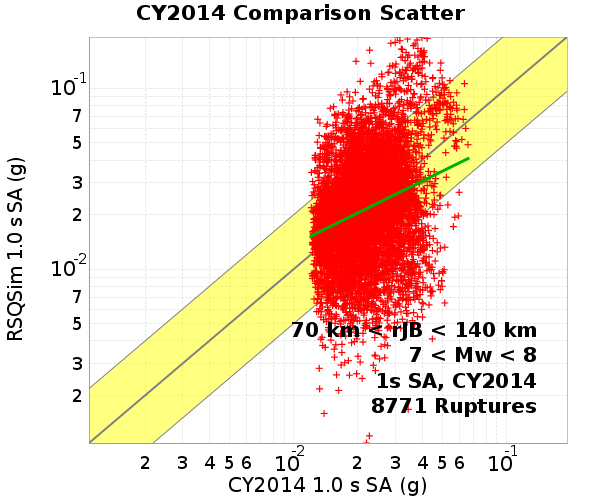 CY2014 Comparison Scatter
RSQSim 1.0 s SA (g)
10^-1
7
5
3
2
10^-2
7
5
3
2
70 km < rJB < 140 km
7 < Mw < 8
1s SA, CY2014
8771 Ruptures
2 3 4 5 6 10^-2 2 3 4 5 6 10^-1
CY2014 1.0 s SA (g)